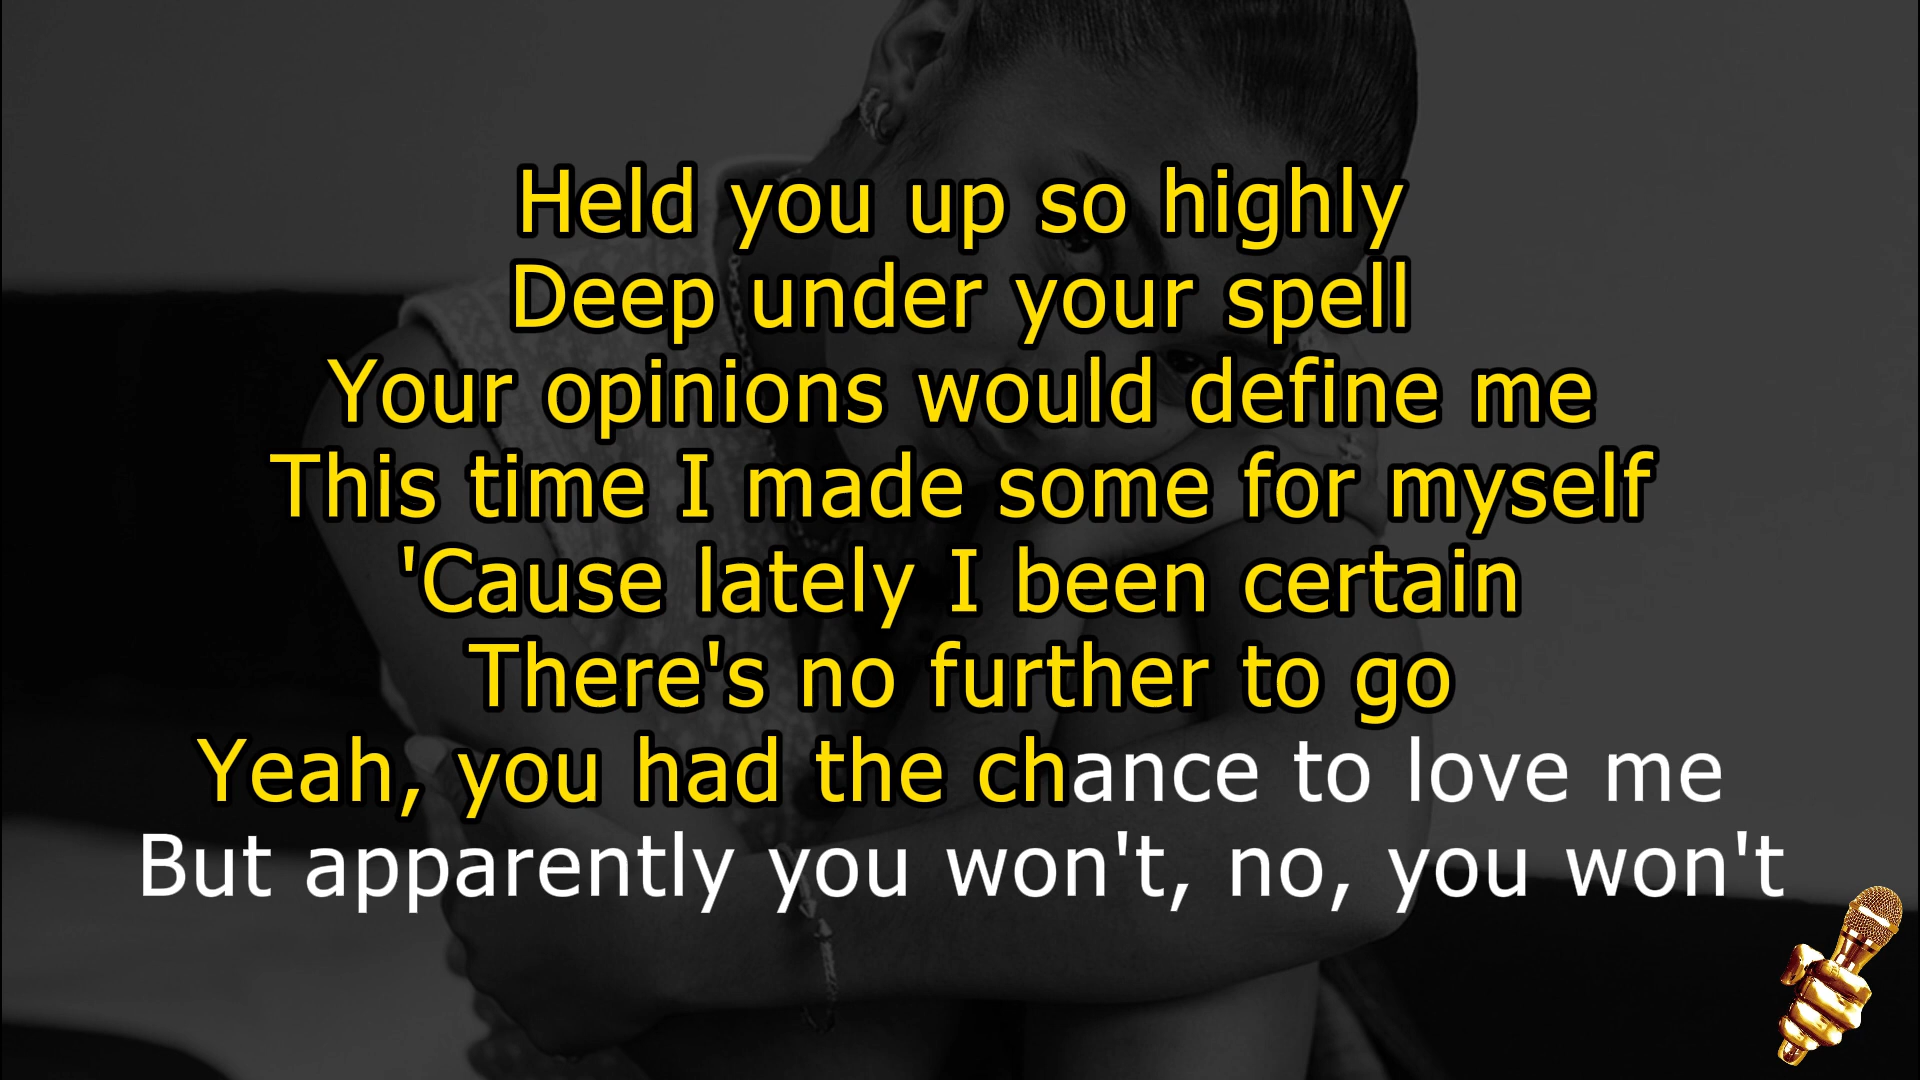 Held you up so highly
Deep under your spell
Your opinions would define me
This time I made some for myself
'Cause lately I been certain
There's no further to go
Yeah, you had the chance to love me
But apparently you won't, no, you won't